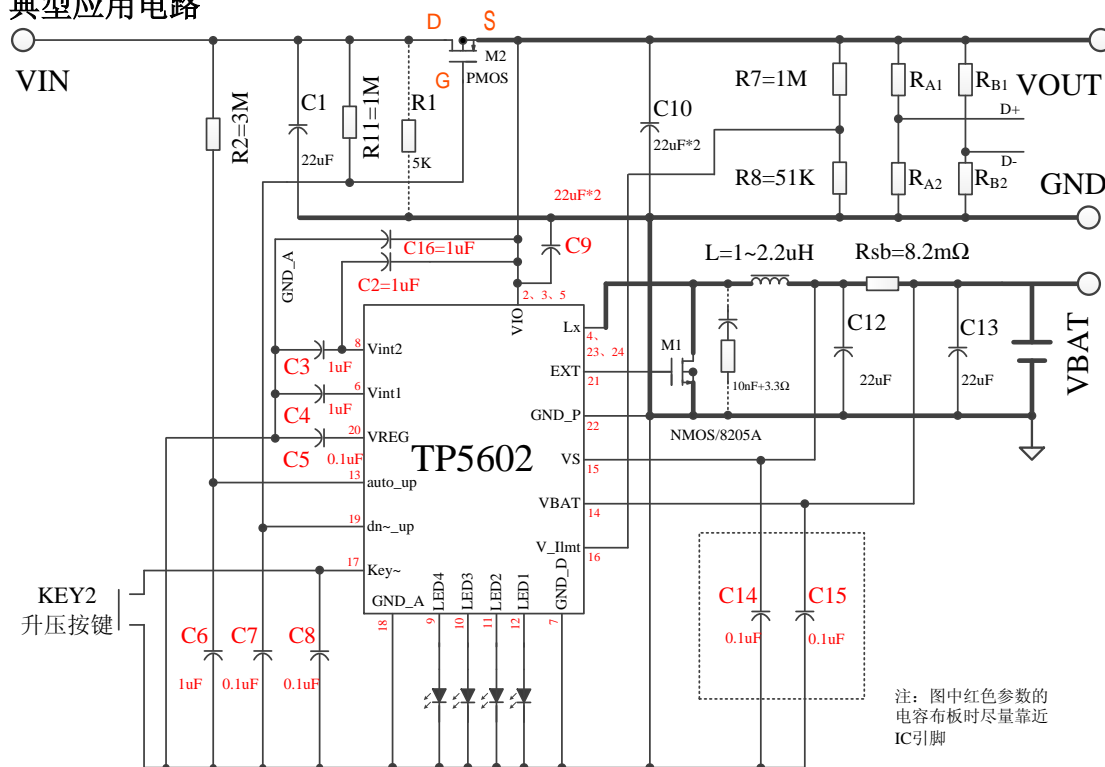 典型应用电路
D
S
VIN
M2
PMOS
G
R2=3M
C1
22uF
R11=1M
R1
5K
C10
22uF*2
R7=1M
R8=51K
RA1
RB1
VOUT
D+
D-
RA2
RB2
GND
22uF*2
C9
GND_A
C16=1uF
C2=1uF
L=1~2.2uH
Rsb=8.2mΩ
2、3、5
VIO
Lx
4、
23、24
C3
1uF
8
Vint2
EXT
21
M1
10nF+3.3Ω
C12
22uF
C13
22uF
VBAT
C4
1uF
6
Vint1
GND_P
22
NMOS/8205A
C5
0.1uF
20
VREG
TP5602
VS
15
13
auto_up
VBAT
14
19
dn~_up
V_Ilmt
16
17
Key~
GND_A
LED4
LED3
LED2
LED1
GND_D
18
9
10
11
12
7
KEY2
升压按键
C6
1uF
C7
0.1uF
C8
0.1uF
C14
0.1uF
C15
0.1uF
注：图中红色参数的
电容布板时尽量靠近
IC引脚